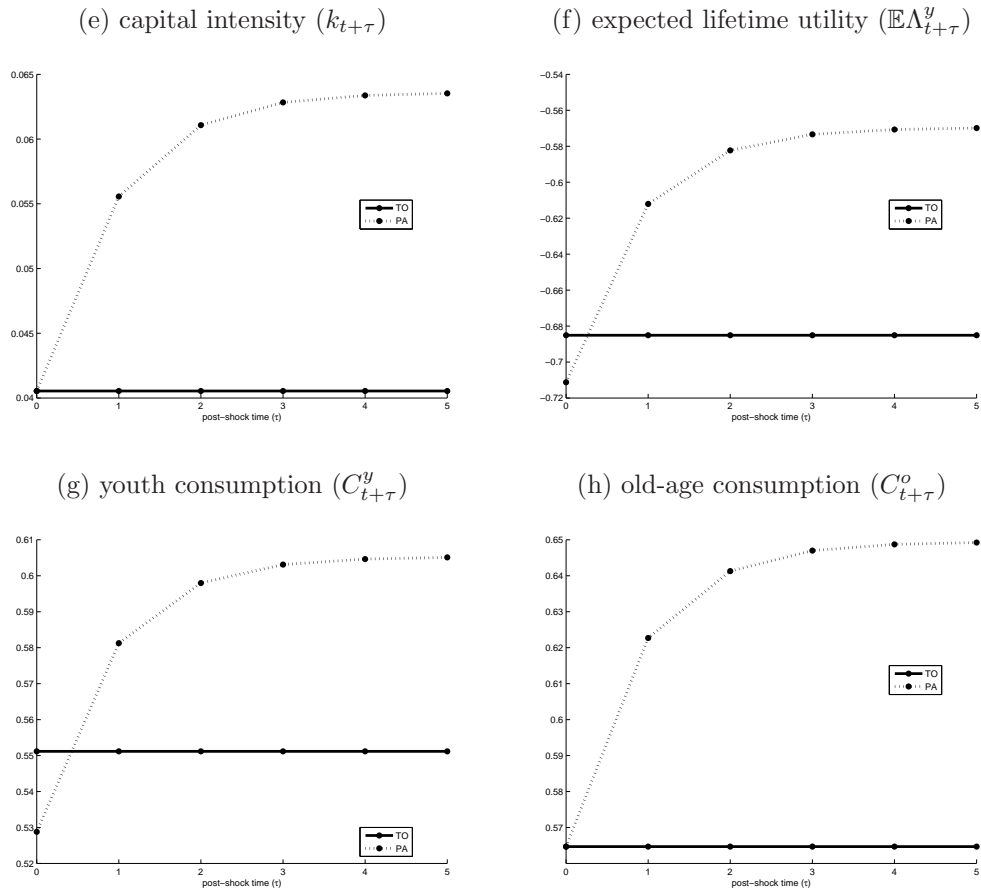 (e) capital intensity (k_{t+τ})
0.065
0.06
0.055
0.05
0.045
0.04
0 1 2 3 4 5
post−shock time (τ)
TO
PA
(f) expected lifetime utility (𝔼Λ^y_{t+τ})
−0.54
−0.56
−0.58
−0.6
−0.62
−0.64
−0.66
−0.68
−0.7
−0.72
0 1 2 3 4 5
post−shock time (τ)
TO
PA
(g) youth consumption (C^y_{t+τ})
0.61
0.6
0.59
0.58
0.57
0.56
0.55
0.54
0.53
0.52
0 1 2 3 4 5
post−shock time (τ)
TO
PA
(h) old-age consumption (C^o_{t+τ})
0.65
0.64
0.63
0.62
0.61
0.6
0.59
0.58
0.57
0 1 2 3 4 5
post−shock time (τ)
TO
PA